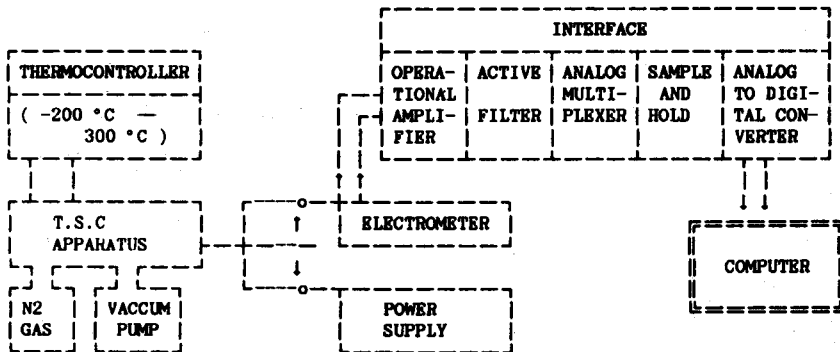 INTERFACE
THERMOCONTROLLER
( -200 °C —
300 °C )
OPERA-
TIONAL
AMPLI-
FIER
ACTIVE
FILTER
ANALOG
MULTI-
PLEXER
SAMPLE
AND
HOLD
ANALOG
TO DIGI-
TAL CON-
VERTER
T.S.C
APPARATUS
ELECTROMETER
COMPUTER
N2
GAS
VACCUM
PUMP
POWER
SUPPLY